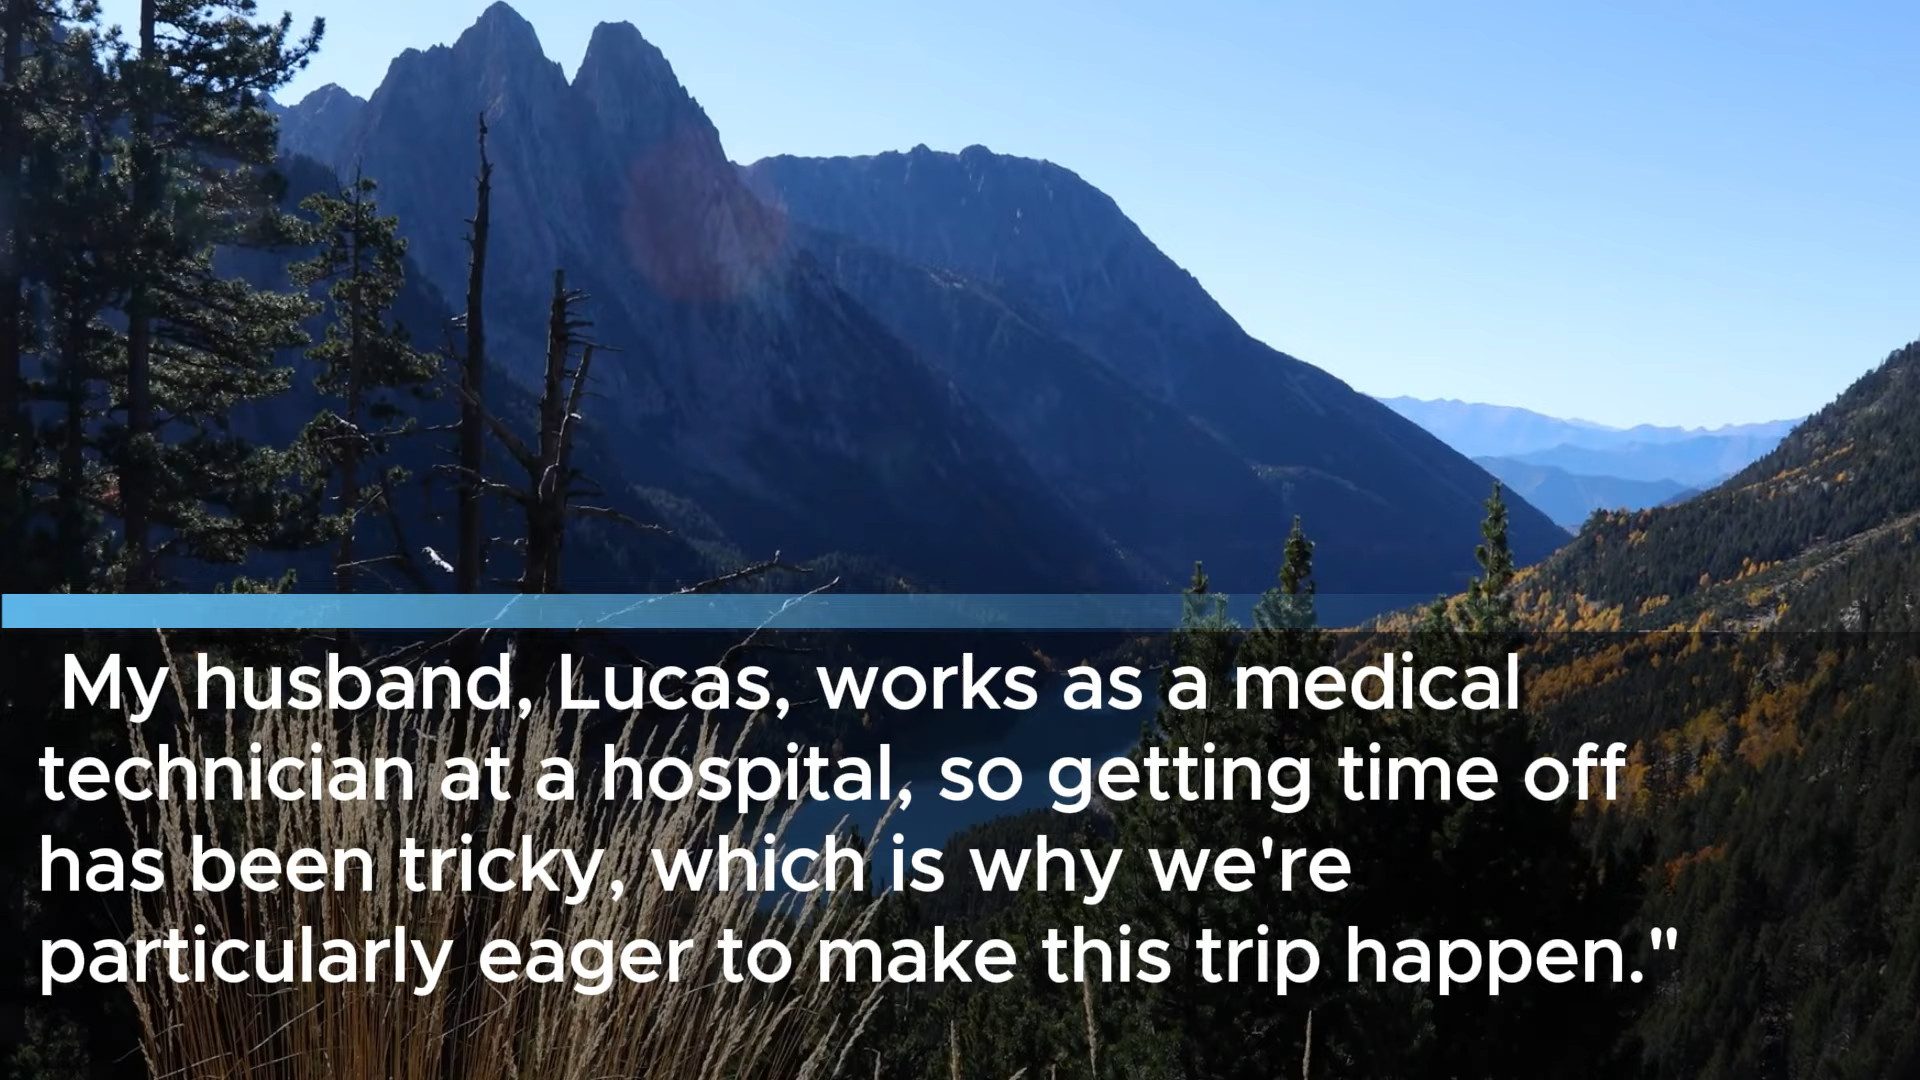 My husband, Lucas, works as a medical
technician at a hospital, so getting time off
has been tricky, which is why we're
particularly eager to make this trip happen."